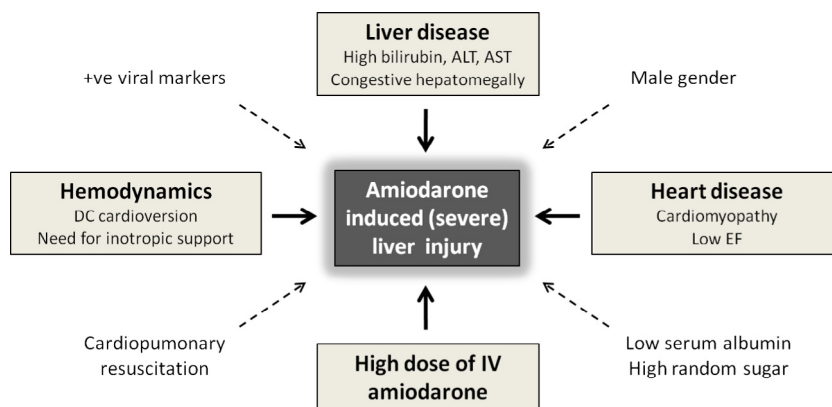 Liver disease
High bilirubin, ALT, AST
Congestive hepatomegally
+ve viral markers
Male gender
Hemodynamics
DC cardioversion
Need for inotropic support
Amiodarone
induced (severe)
liver injury
Heart disease
Cardiomyopathy
Low EF
Cardiopumonary
resuscitation
High dose of IV
amiodarone
Low serum albumin
High random sugar